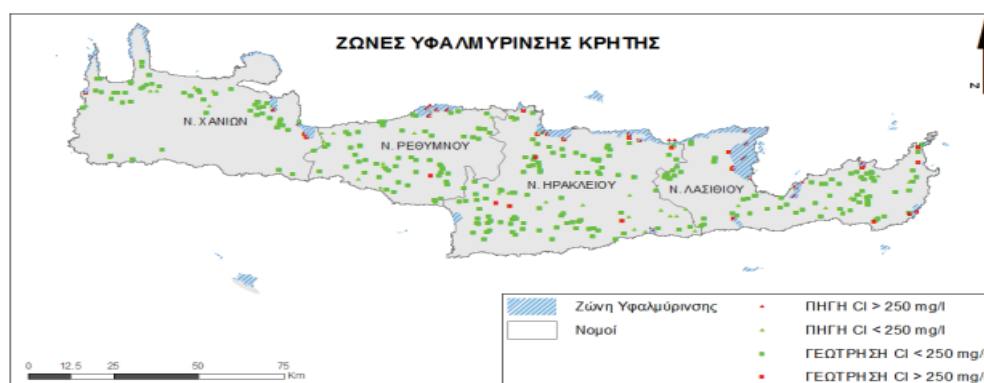 ΖΩΝΕΣ ΥΦΑΛΜΥΡΙΝΣΗΣ ΚΡΗΤΗΣ
Z
Ν. ΧΑΝΙΩΝ
Ν. ΡΕΘΥΜΝΟΥ
Ν. ΗΡΑΚΛΕΙΟΥ
Ν. ΛΑΣΙΘΙΟΥ
Ζώνη Υφαλμύρινσης
Νομοί
ΠΗΓΗ Cl > 250 mg/l
ΠΗΓΗ Cl < 250 mg/l
ΓΕΩΤΡΗΣΗ Cl < 250 mg/
ΓΕΩΤΡΗΣΗ Cl > 250 mg/
0 12.5 25 50 75
Km